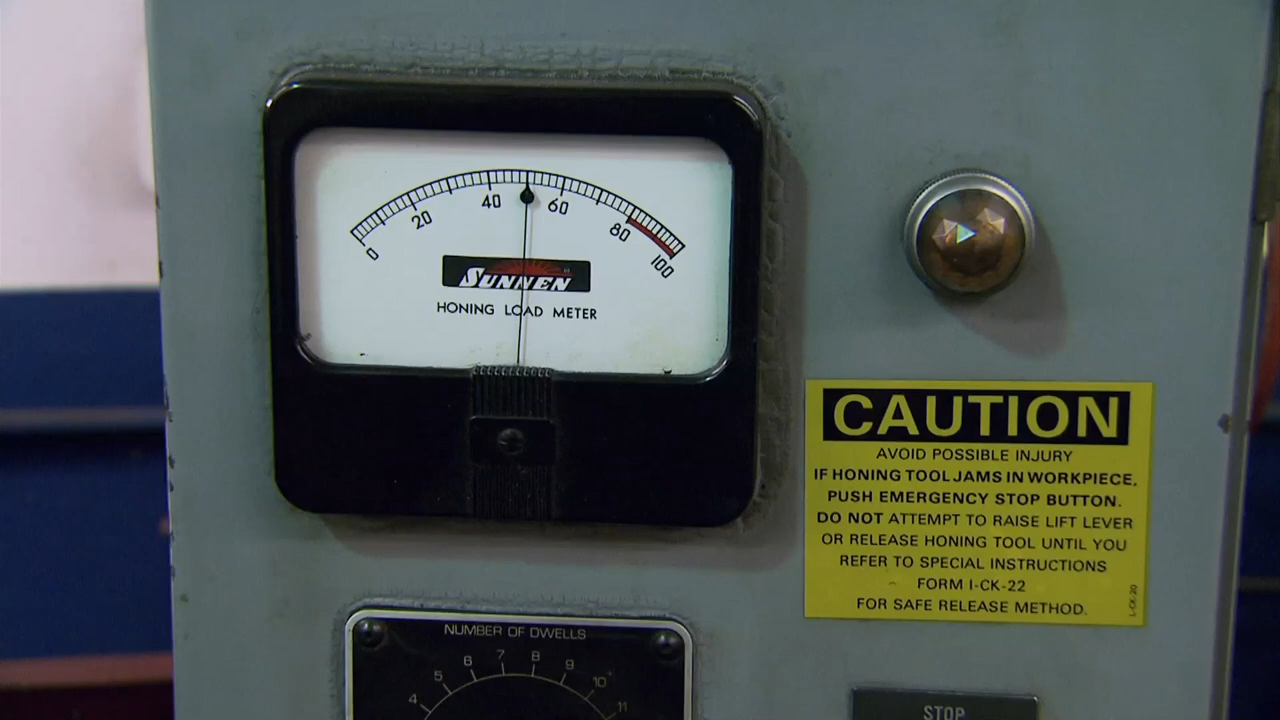 0 20 40 60 80 100
SUNNEN
HONING LOAD METER
CAUTION
AVOID POSSIBLE INJURY
IF HONING TOOL JAMS IN WORKPIECE,
PUSH EMERGENCY STOP BUTTON.
DO NOT ATTEMPT TO RAISE LIFT LEVER
OR RELEASE HONING TOOL UNTIL YOU
REFER TO SPECIAL INSTRUCTIONS
FORM I-CK-22
FOR SAFE RELEASE METHOD.
L-CK-20
NUMBER OF DWELLS
4 5 6 7 8 9 10 11
STOP